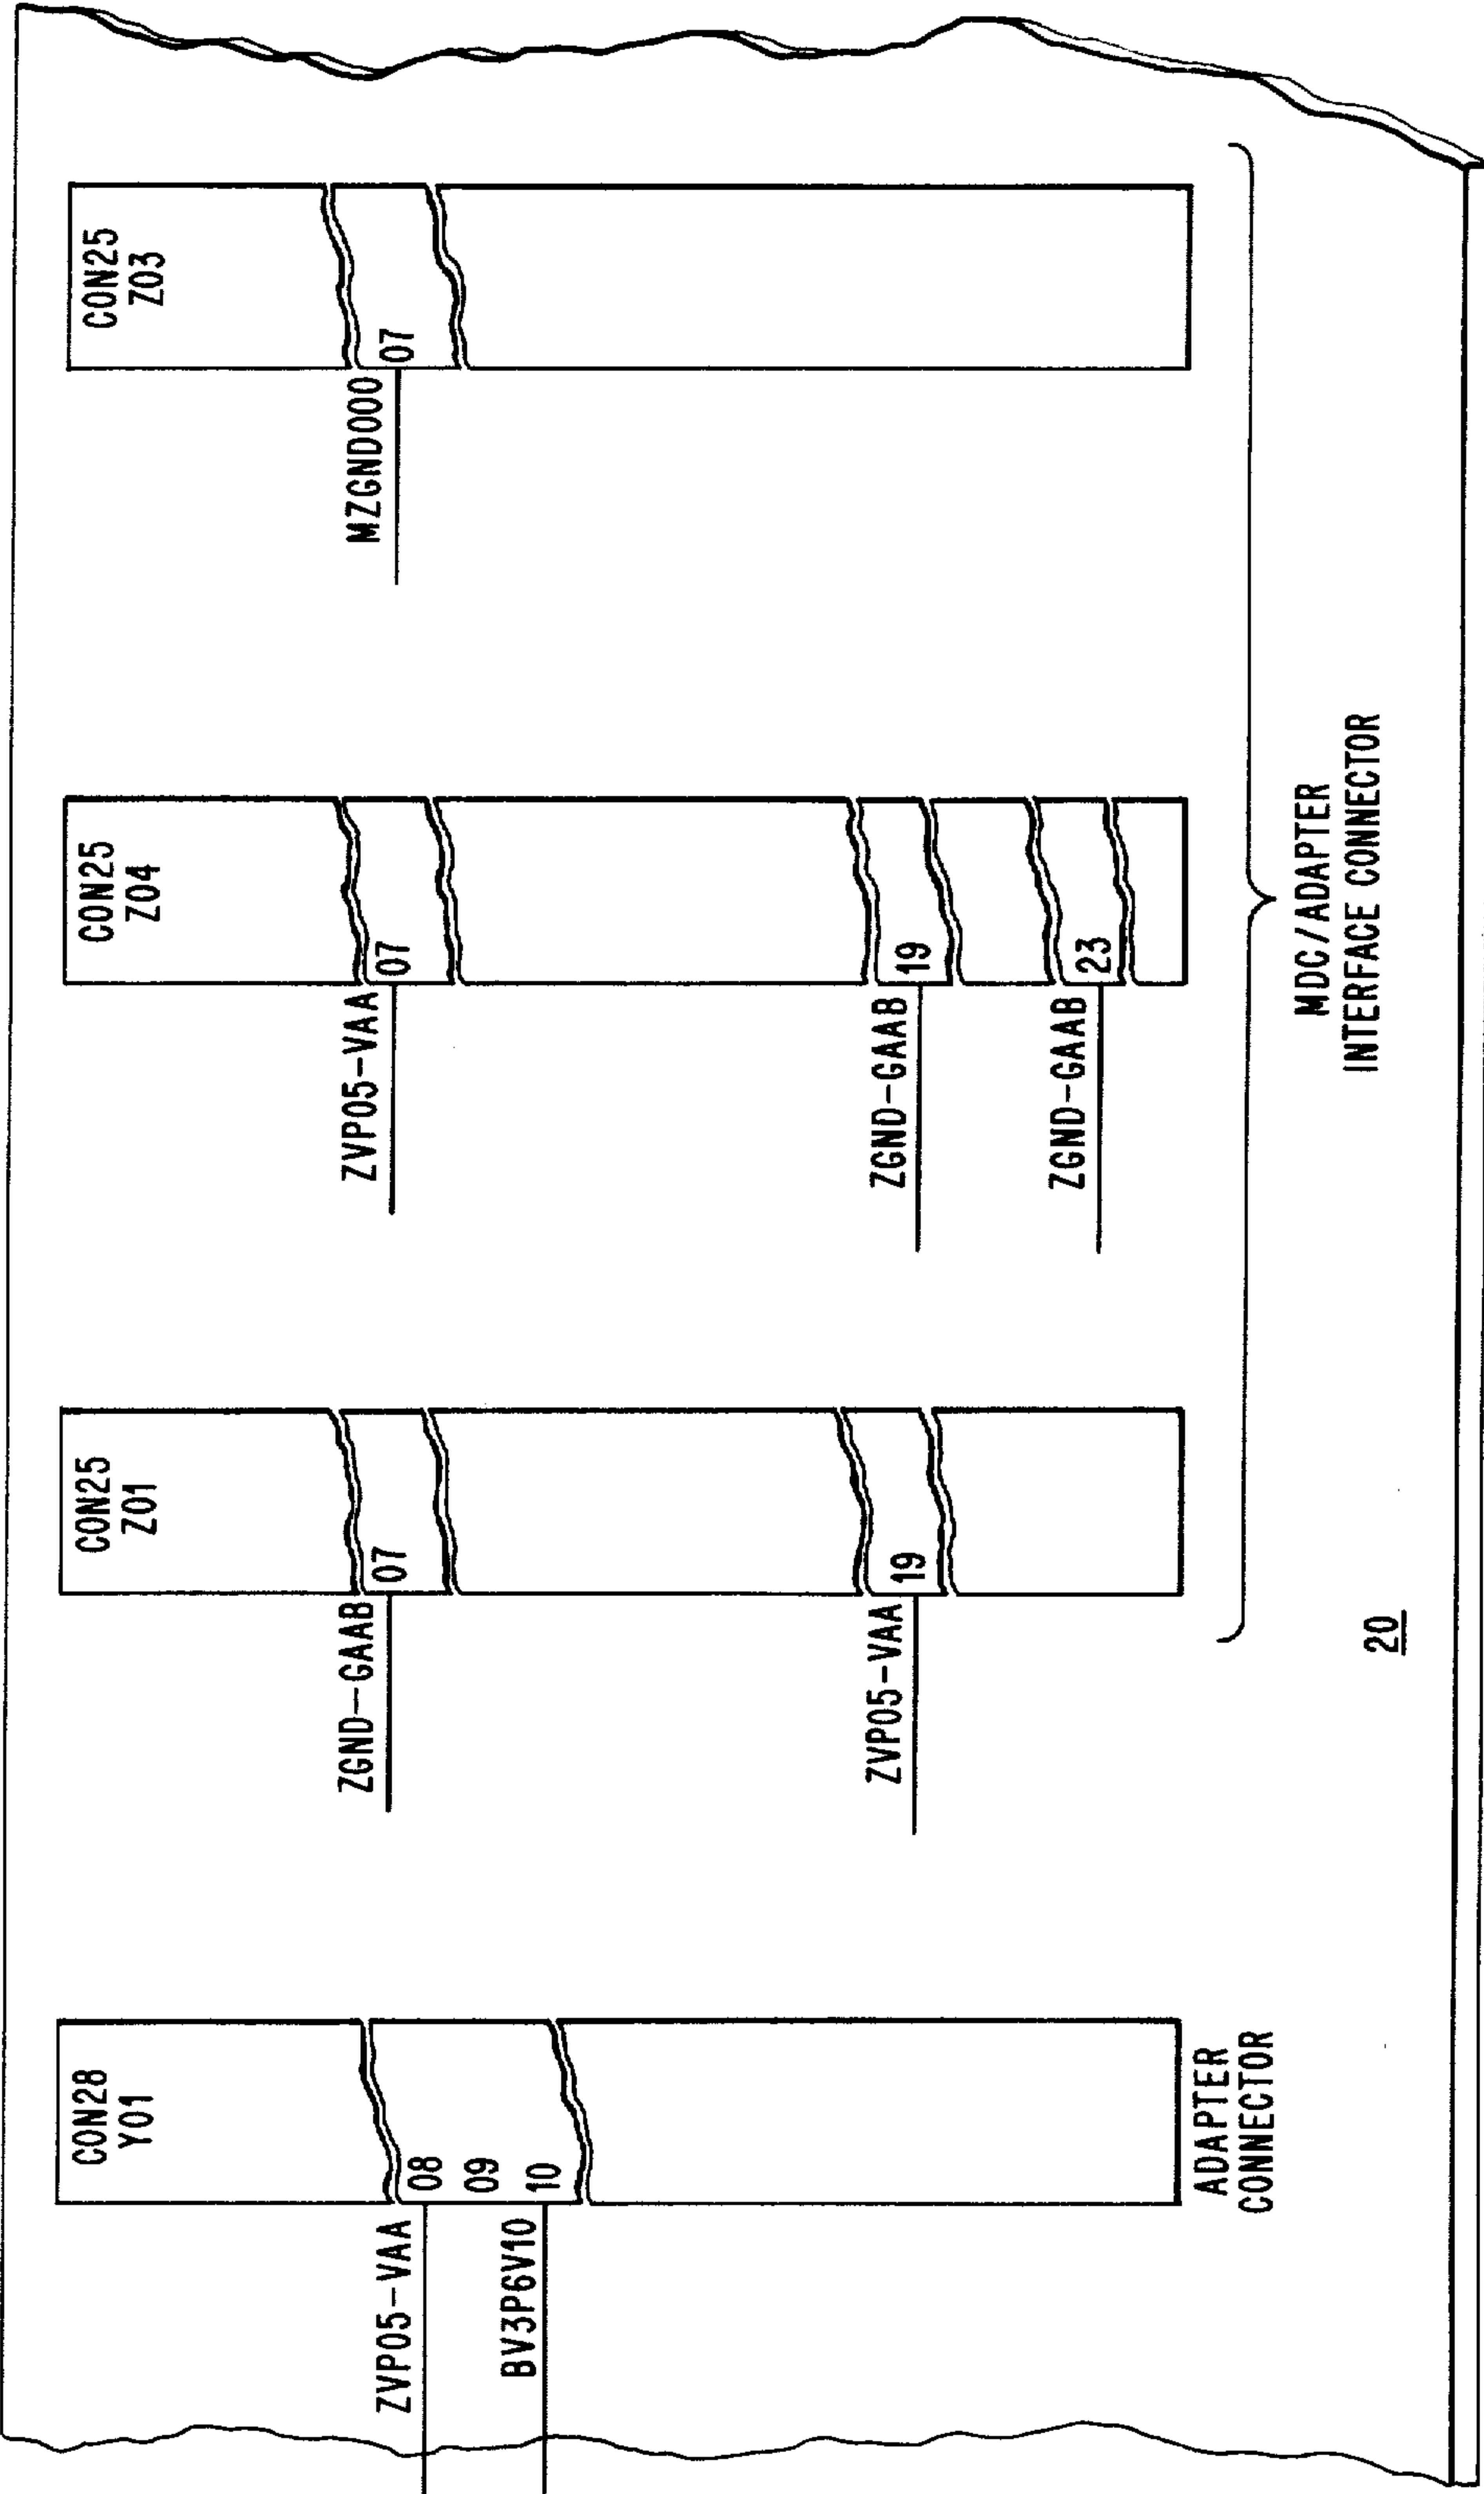 CON28
Y01
ZVP05-VAA
08
09
BV3P6V10
10
ADAPTER
CONNECTOR
CON25
Z01
ZGND-GAAB
07
ZVP05-VAA
19
CON25
Z04
ZVP05-VAA
07
ZGND-GAAB
19
ZGND-GAAB
23
CON25
Z03
MZGND000
07
MDC/ADAPTER
INTERFACE CONNECTOR
20